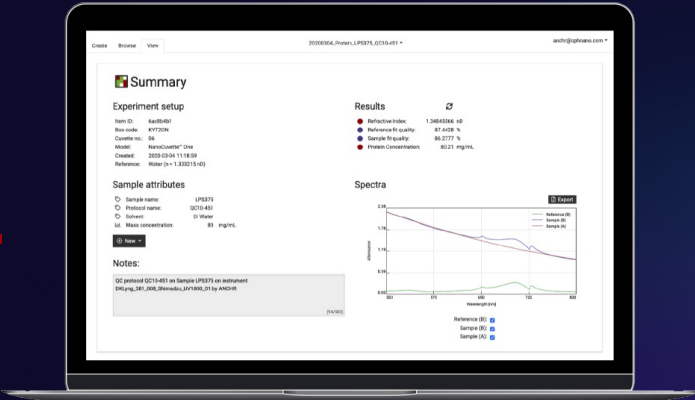 Create Browse View
20200304_Protein_LPS375_QC10-451
anchr@cphnano.com
Summary
Experiment setup
Item ID: 6ac8b4b1
Box code: KYT2ON
Cuvette no.: 06
Model: NanoCuvette™ One
Created: 2020-03-04 11:18:59
Reference: Water (n = 1.333215 nD)
Sample attributes
Sample name: LPS375
Protocol name: QC10-451
Solvent: DI Water
Mass concentration: 83 mg/mL
New
Notes:
QC protocol QC10-451 on Sample LPS375 on instrument
by ANCHR
Results
Refractive Index: 1.34845566 nD
Reference fit quality: 87.4428 %
Sample fit quality: 86.2777 %
Protein Concentration: 80.21 mg/mL
Spectra
Export
Reference (B)
Sample (B)
Sample (A)
Attenuance
Wavelength [nm]
Reference (B):
Sample (B):
Sample (A):